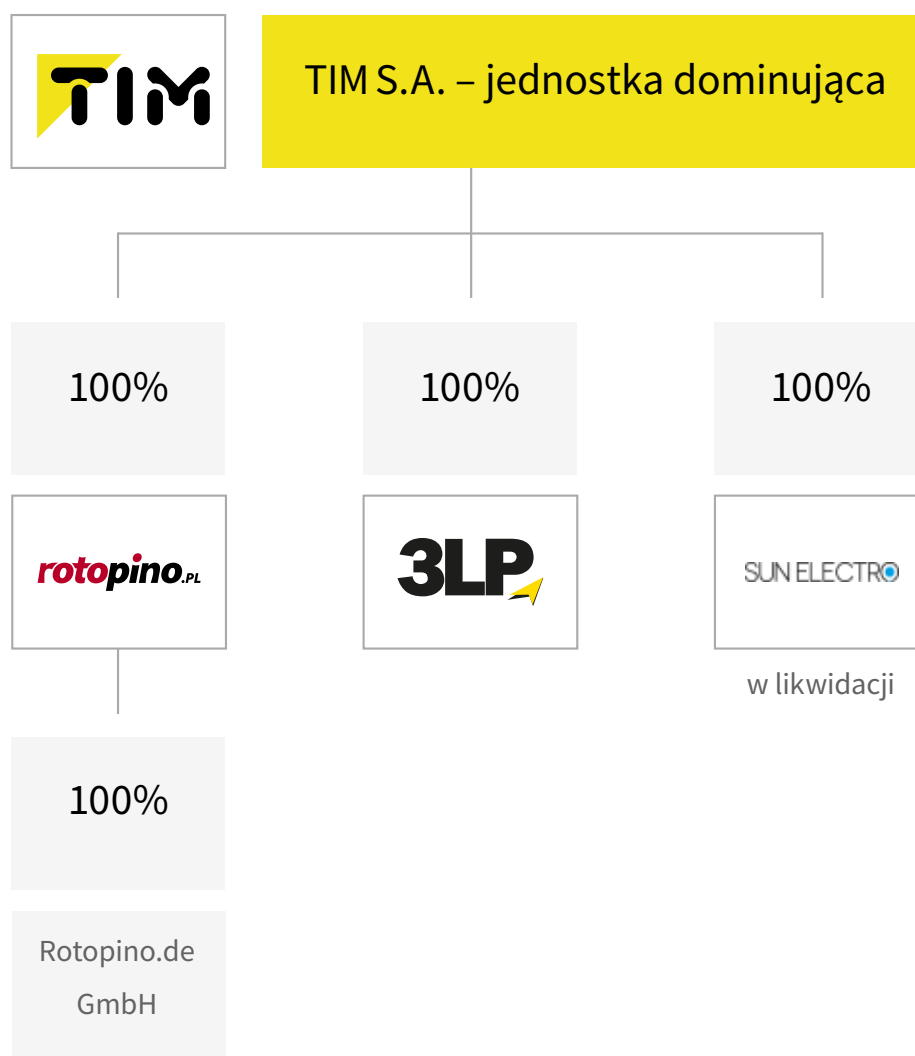 TIM
TIM S.A. – jednostka dominująca
100%
100%
100%
rotopino.PL
3LP
SUN ELECTRO
w likwidacji
100%
Rotopino.de
GmbH